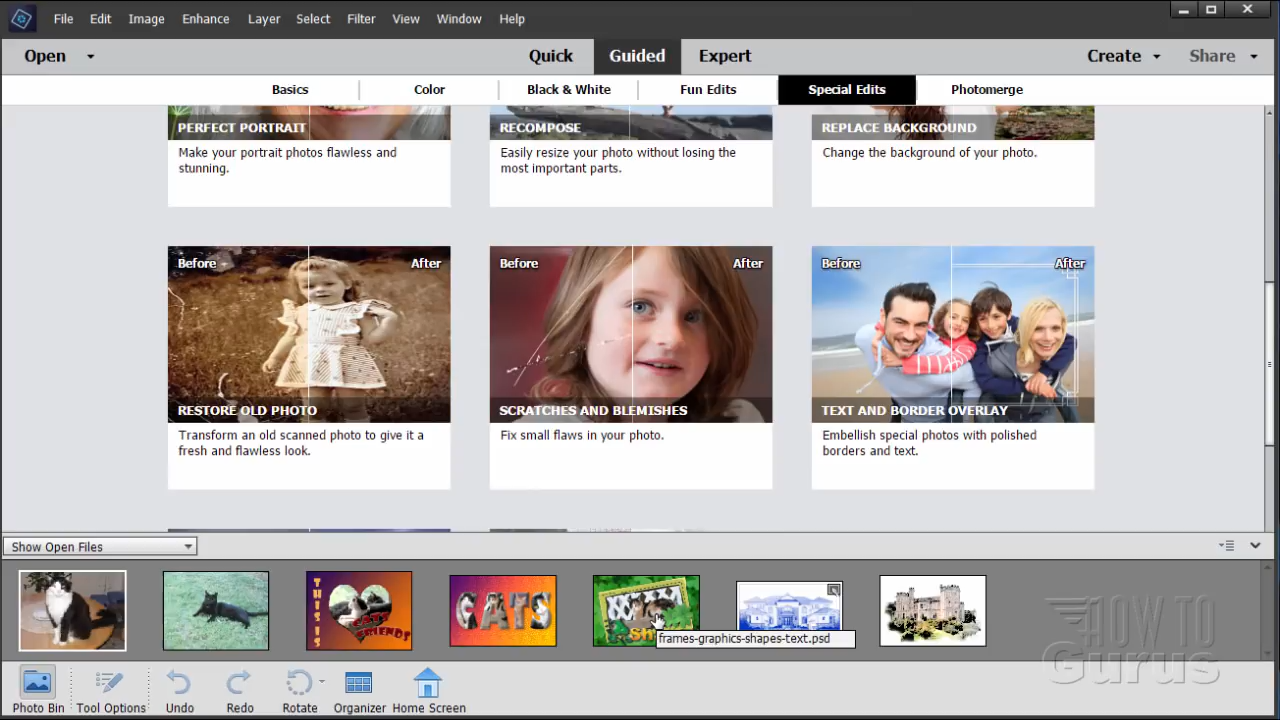 File Edit Image Enhance Layer Select Filter View Window Help
Open Quick Guided Expert Create Share
Basics Color Black & White Fun Edits Special Edits Photomerge
PERFECT PORTRAIT
Make your portrait photos flawless and
stunning.
RECOMPOSE
Easily resize your photo without losing the
most important parts.
REPLACE BACKGROUND
Change the background of your photo.
Before After
RESTORE OLD PHOTO
Transform an old scanned photo to give it a
fresh and flawless look.
Before After
SCRATCHES AND BLEMISHES
Fix small flaws in your photo.
Before After
TEXT AND BORDER OVERLAY
Embellish special photos with polished
borders and text.
Show Open Files
THIS IS
CATS
frames-graphics-shapes-text.psd
HOW TO
Gurus
Photo Bin Tool Options Undo Redo Rotate Organizer Home Screen